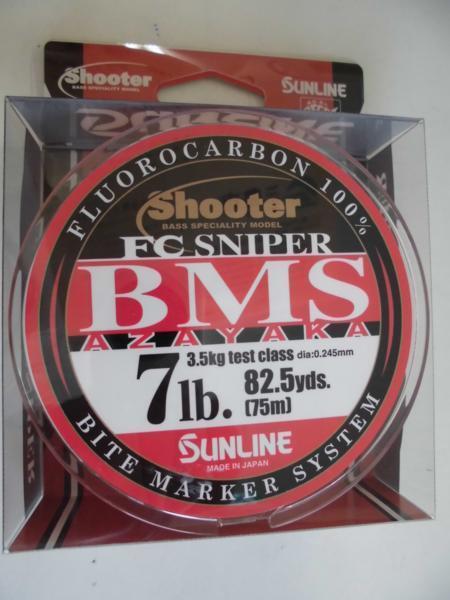 Shooter
BASS SPECIALITY MODEL
SUNLINE
FLUOROCARBON 100%
Shooter
BASS SPECIALITY MODEL
FC SNIPER
BMS
AZAYAKA
3.5kg test class dia:0.245mm
7lb.
82.5yds.
(75m)
SUNLINE
MADE IN JAPAN
BITE MARKER SYSTEM